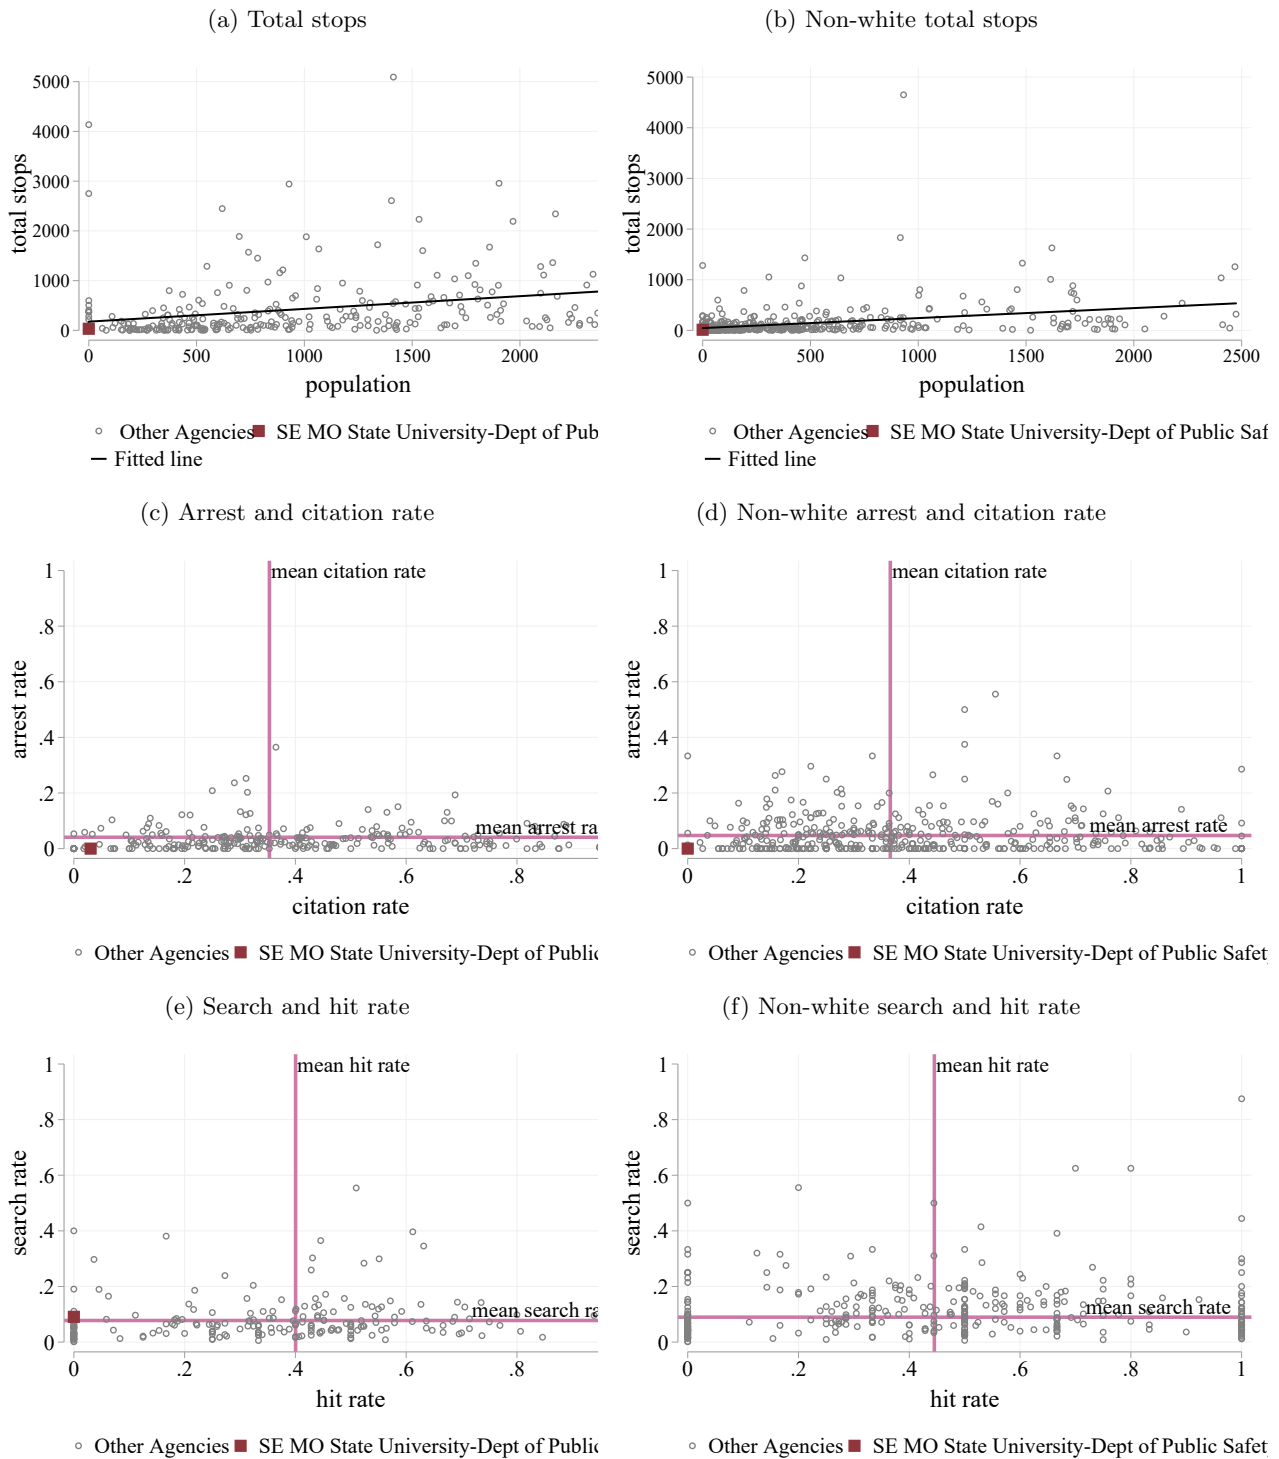 (a) Total stops
(b) Non-white total stops
total stops
5000
4000
3000
2000
1000
0
0 500 1000 1500 2000
population
Other Agencies SE MO State University-Dept of Pub
Fitted line
total stops
5000
4000
3000
2000
1000
0
0 500 1000 1500 2000 2500
population
Other Agencies SE MO State University-Dept of Public Saf
Fitted line
(c) Arrest and citation rate
(d) Non-white arrest and citation rate
arrest rate
1
.8
.6
.4
.2
0
mean citation rate
mean arrest ra
0 .2 .4 .6 .8
citation rate
Other Agencies SE MO State University-Dept of Public
arrest rate
1
.8
.6
.4
.2
0
mean citation rate
mean arrest rate
0 .2 .4 .6 .8 1
citation rate
Other Agencies SE MO State University-Dept of Public Safet
(e) Search and hit rate
(f) Non-white search and hit rate
search rate
1
.8
.6
.4
.2
0
mean hit rate
mean search ra
0 .2 .4 .6 .8
hit rate
Other Agencies SE MO State University-Dept of Public
search rate
1
.8
.6
.4
.2
0
mean hit rate
mean search rate
0 .2 .4 .6 .8 1
hit rate
Other Agencies SE MO State University-Dept of Public Safet